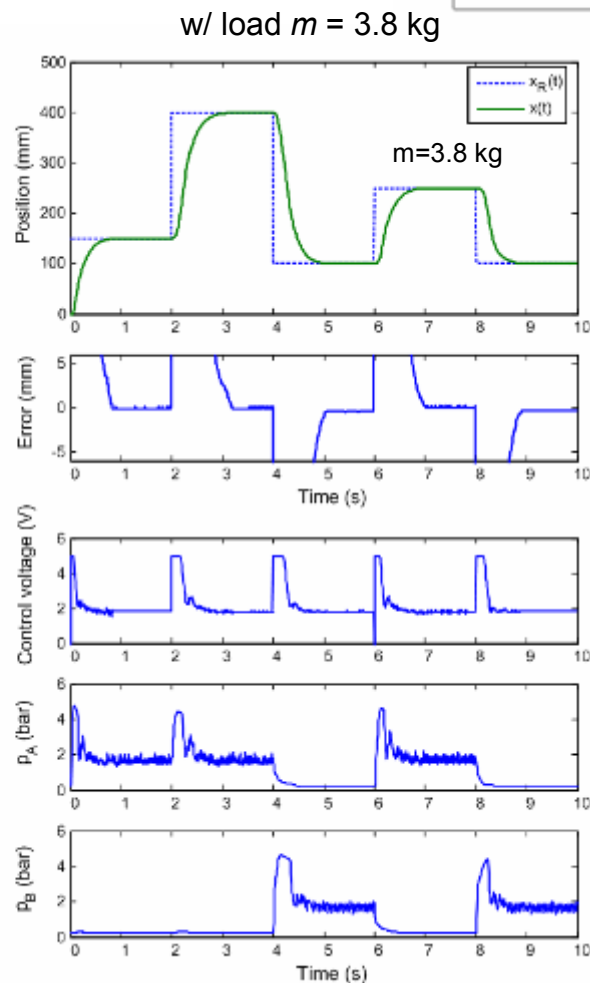 w/ load m = 3.8 kg
500
400
300
200
100
0
Position (mm)
x_R(t)
x(t)
m=3.8 kg
0 1 2 3 4 5 6 7 8 9 10
5
0
-5
Error (mm)
0 1 2 3 4 5 6 7 8 9 10
Time (s)
6
4
2
0
Control voltage (V)
0 1 2 3 4 5 6 7 8 9 10
6
4
2
0
p_A (bar)
0 1 2 3 4 5 6 7 8 9 10
6
4
2
0
p_B (bar)
0 1 2 3 4 5 6 7 8 9 10
Time (s)